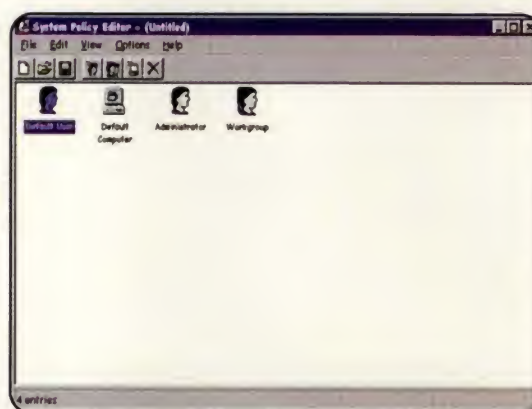 System Policy Editor - (Untitled)
File Edit View Options Help
Default User
Default Computer
Administrator
Workgroup
4 entries